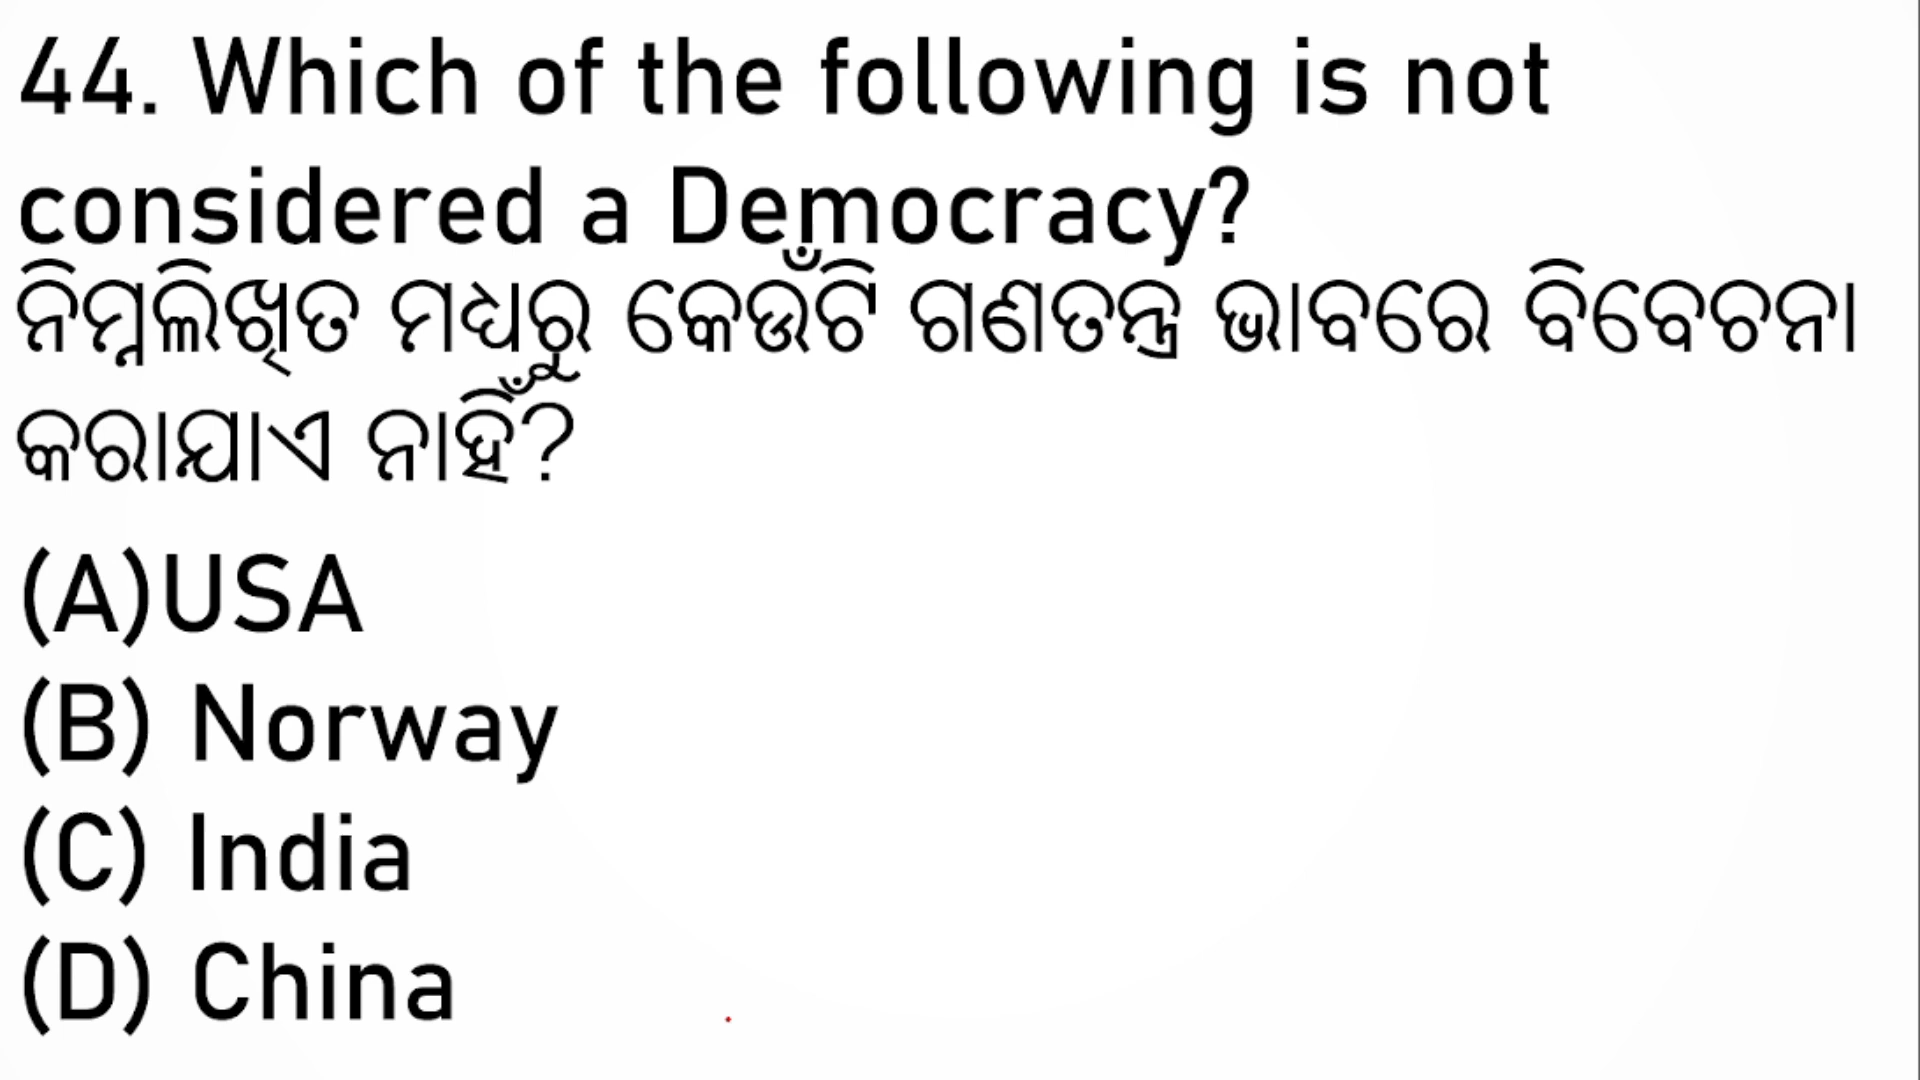 44. Which of the following is not
considered a Democracy?
ନିମ୍ନଲିଖିତ ମଧ୍ୟରୁ କେଉଁଟି ଗଣତନ୍ତ୍ର ଭାବରେ ବିବେଚନା
କରାଯାଏ ନାହିଁ?
(A)USA
(B) Norway
(C) India
(D) China